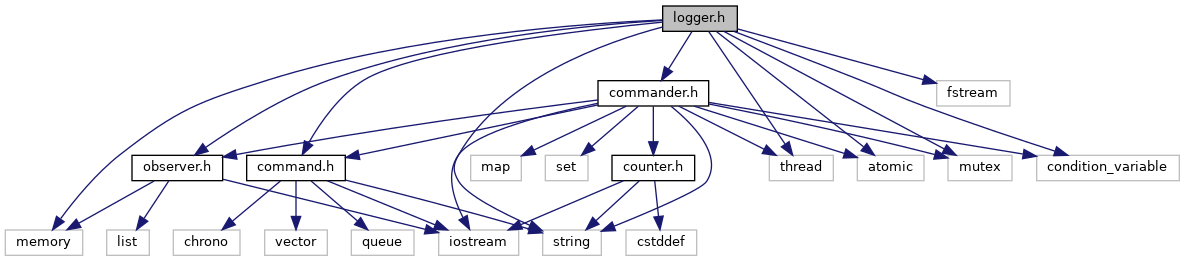 logger.h
commander.h
fstream
observer.h
command.h
map
set
counter.h
thread
atomic
mutex
condition_variable
memory
list
chrono
vector
queue
iostream
string
cstddef